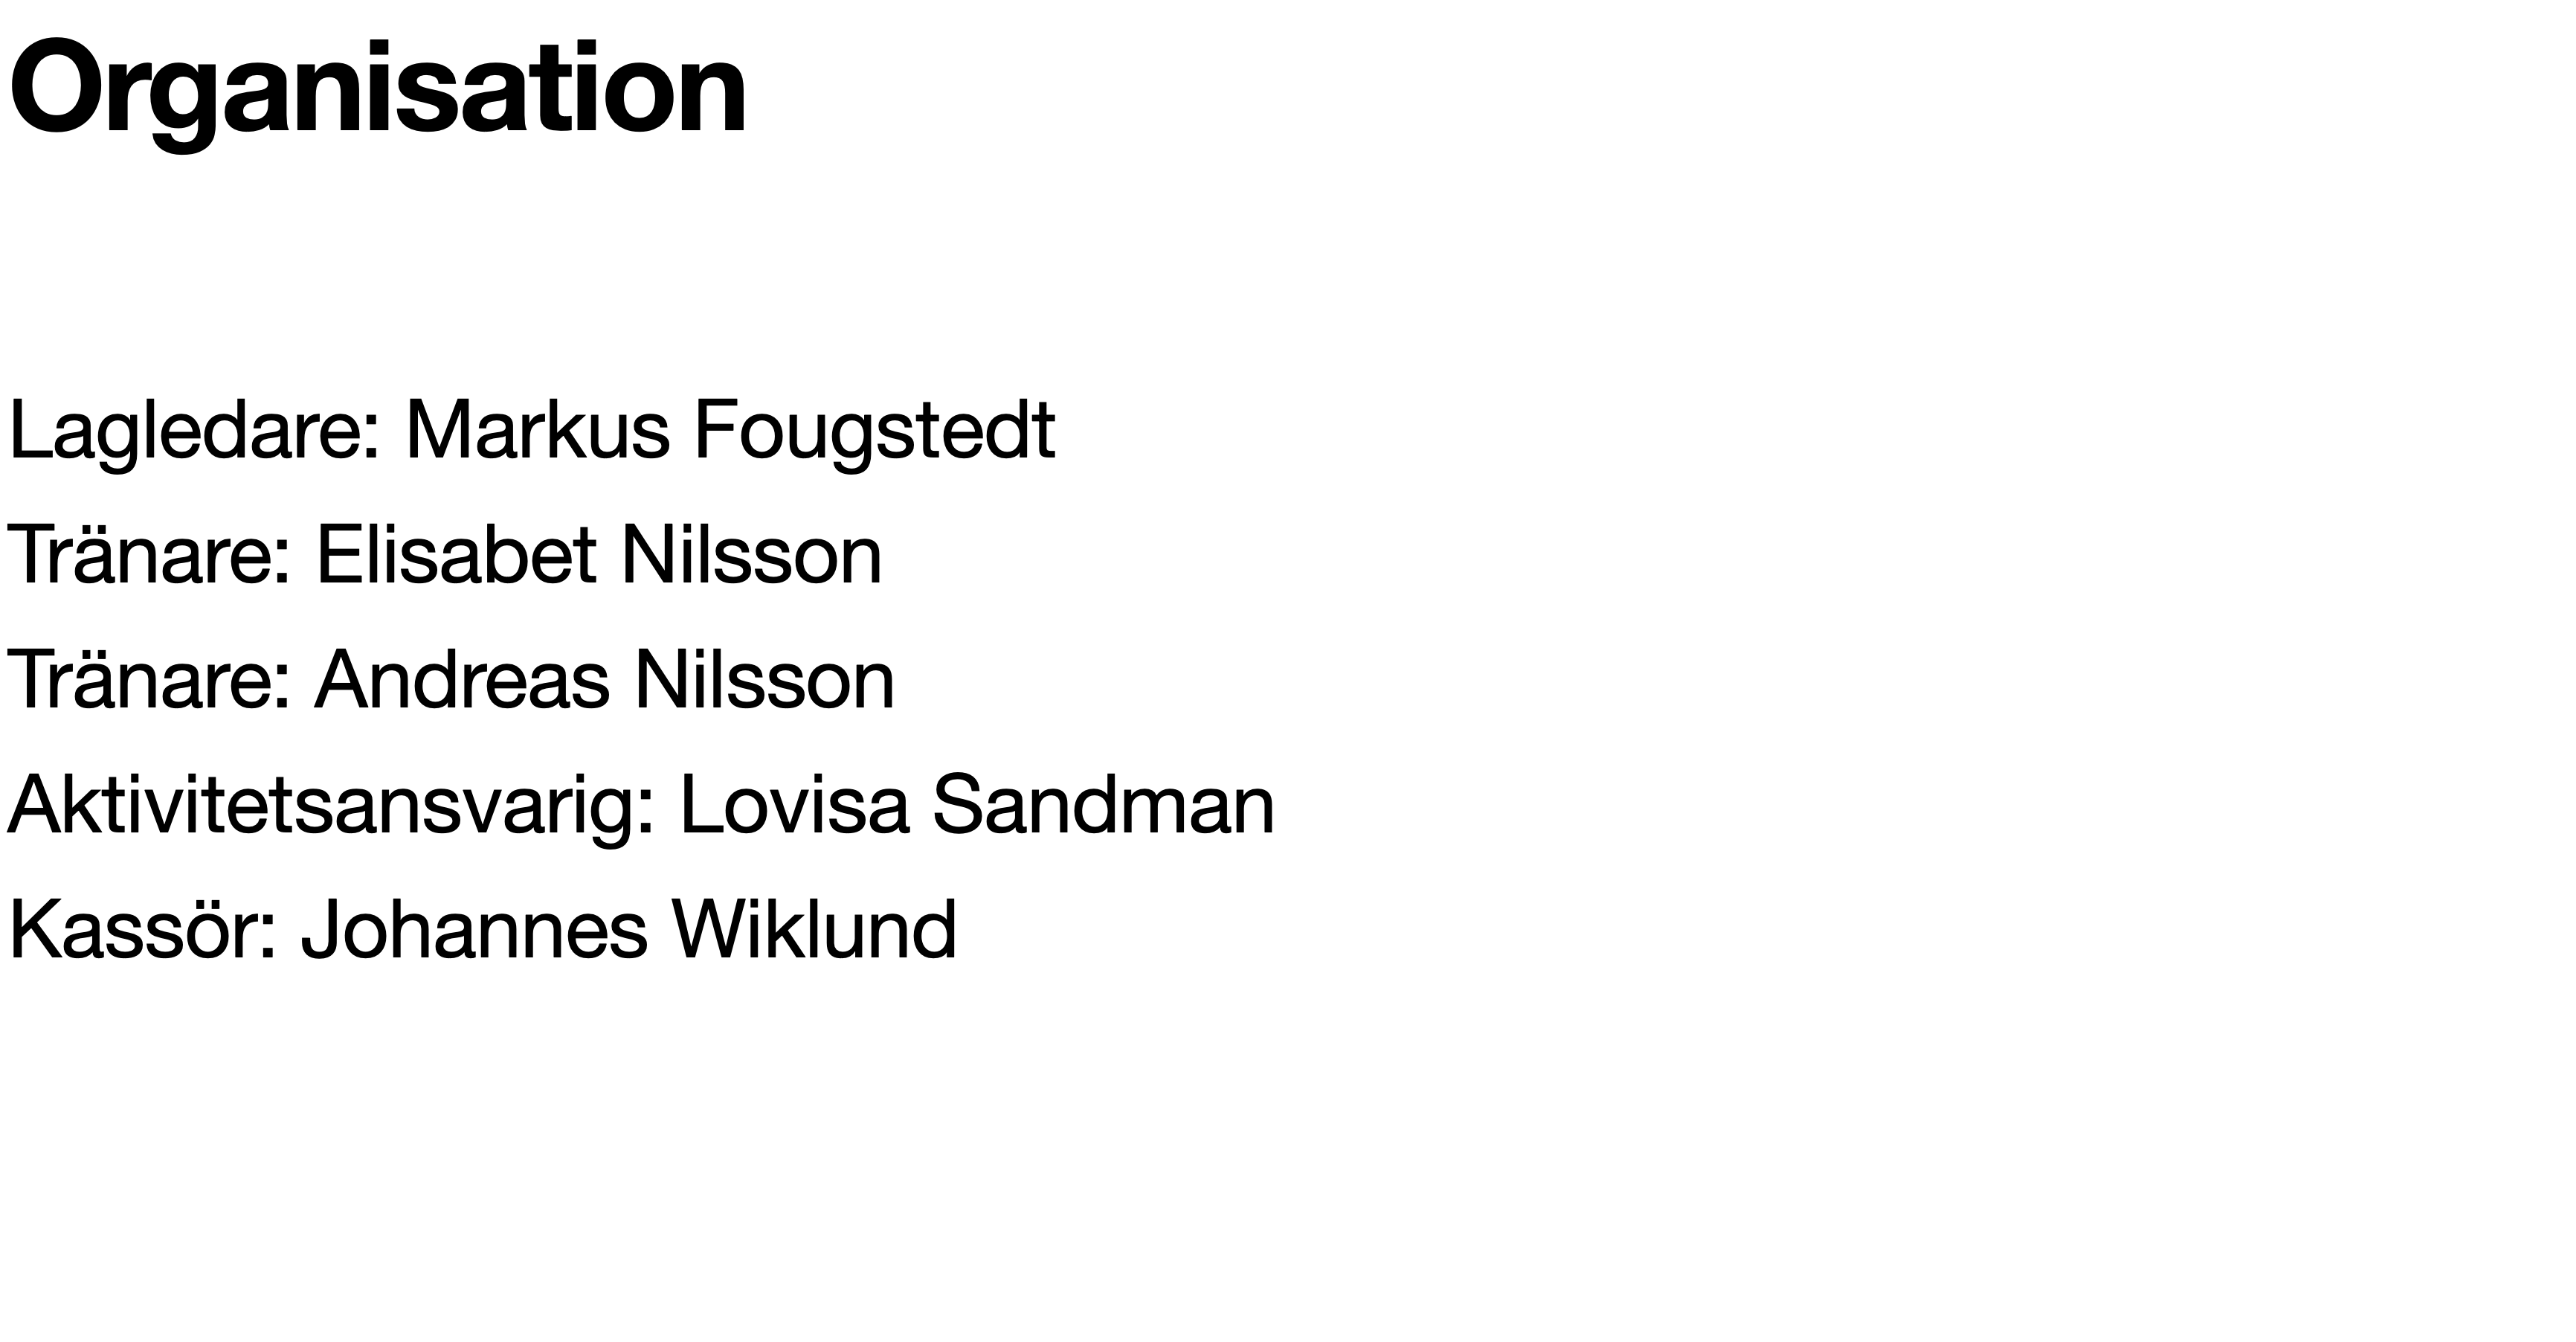 Organisation
Lagledare: Markus Fougstedt
Tränare: Elisabet Nilsson
Tränare: Andreas Nilsson
Aktivitetsansvarig: Lovisa Sandman
Kassör: Johannes Wiklund